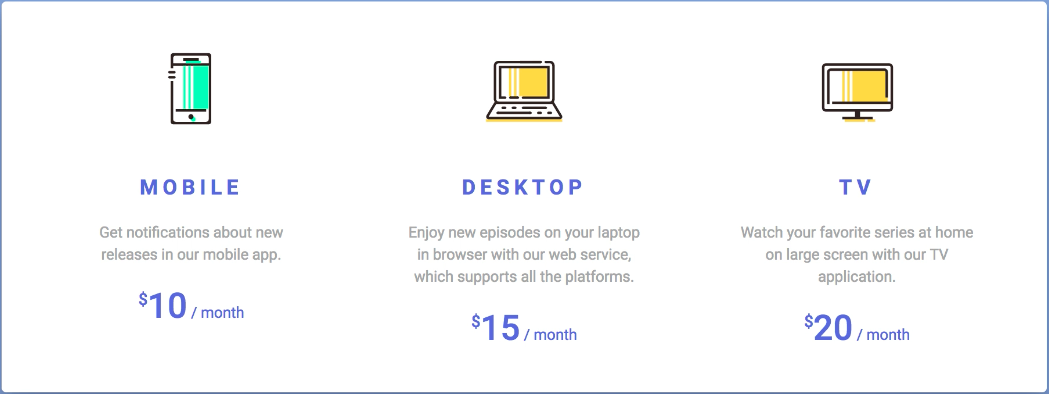 MOBILE
Get notifications about new
releases in our mobile app.
$10 / month
DESKTOP
Enjoy new episodes on your laptop
in browser with our web service,
which supports all the platforms.
$15 / month
TV
Watch your favorite series at home
on large screen with our TV
application.
$20 / month